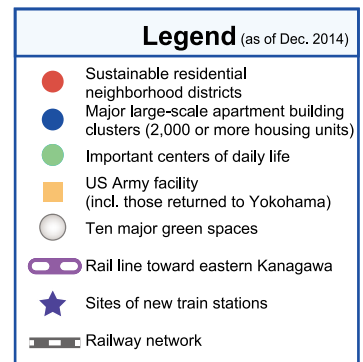 Legend (as of Dec. 2014)
Sustainable residential
neighborhood districts
Major large-scale apartment building
clusters (2,000 or more housing units)
Important centers of daily life
US Army facility
(incl. those returned to Yokohama)
Ten major green spaces
Rail line toward eastern Kanagawa
Sites of new train stations
Railway network